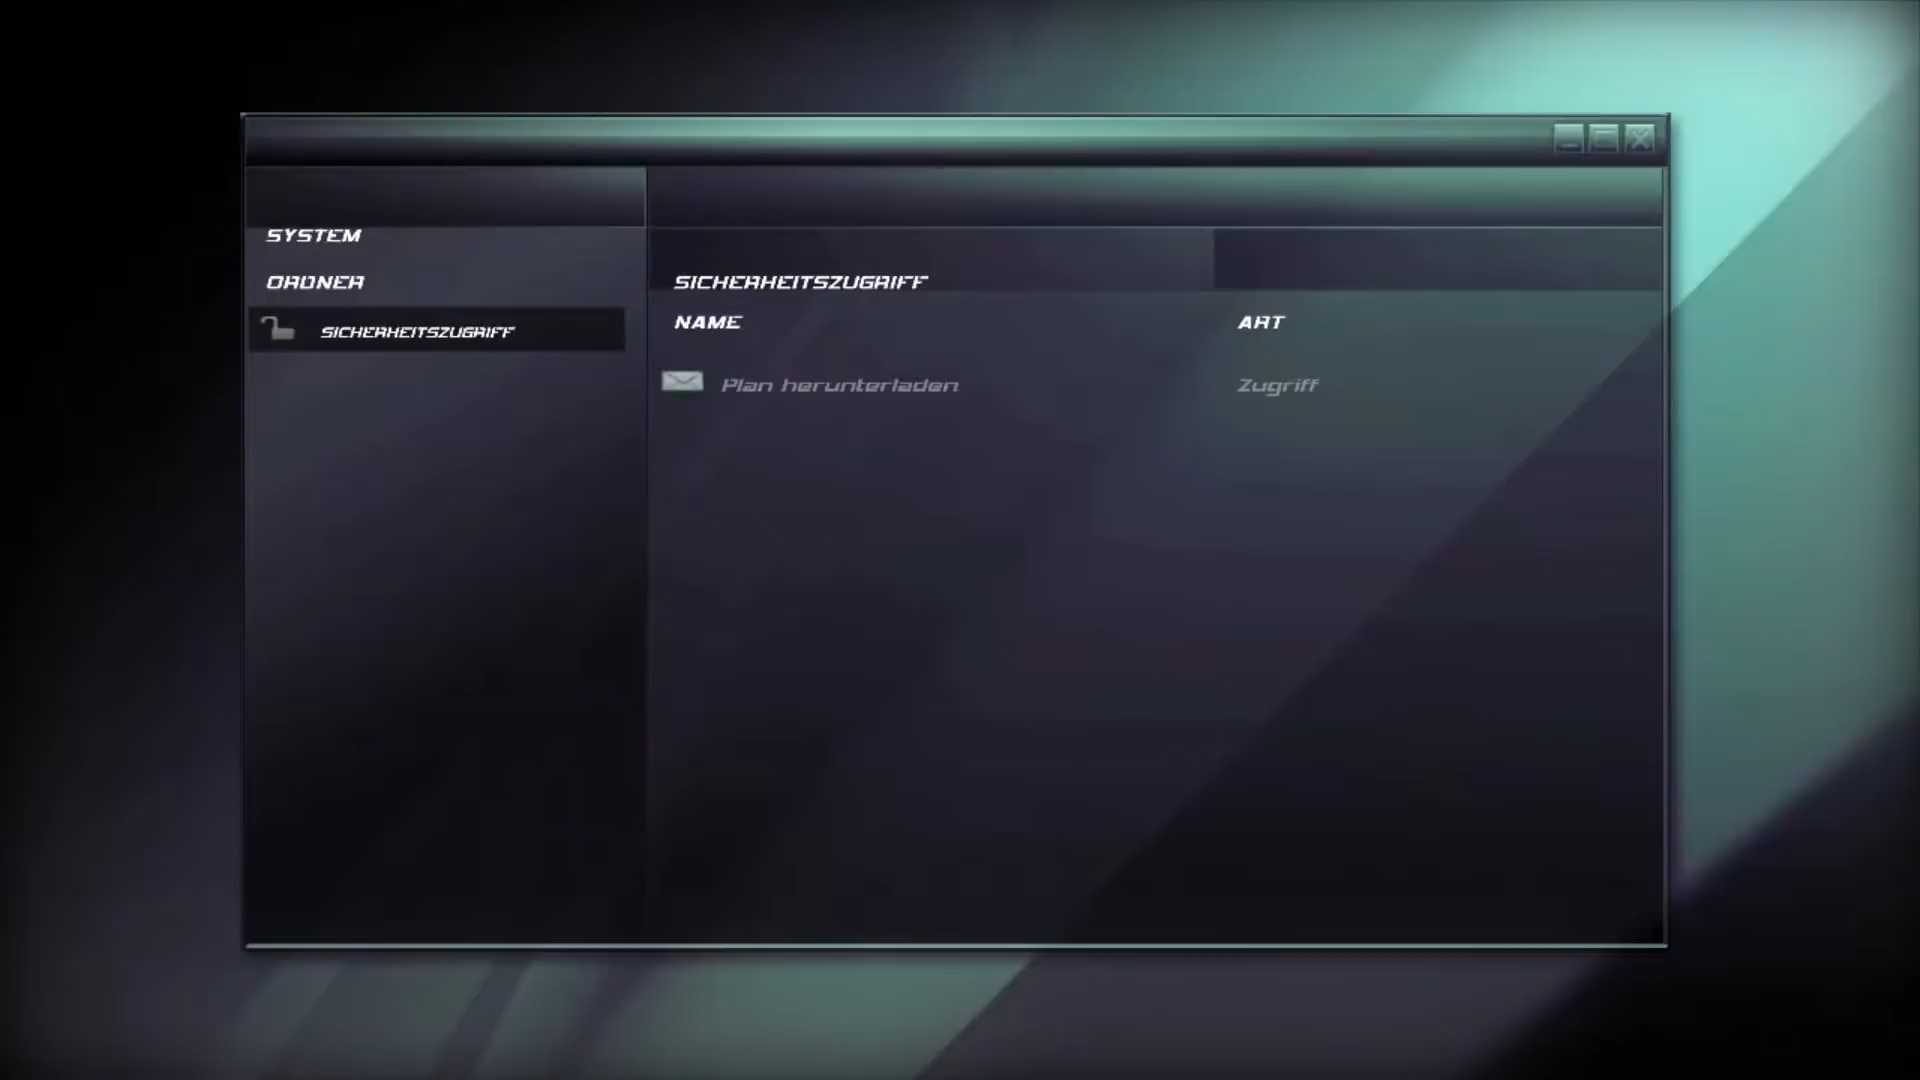 SYSTEM
ORDNER
SICHERHEITSZUGRIFF
SICHERHEITSZUGRIFF
NAME
ART
Plan herunterladen
Zugriff